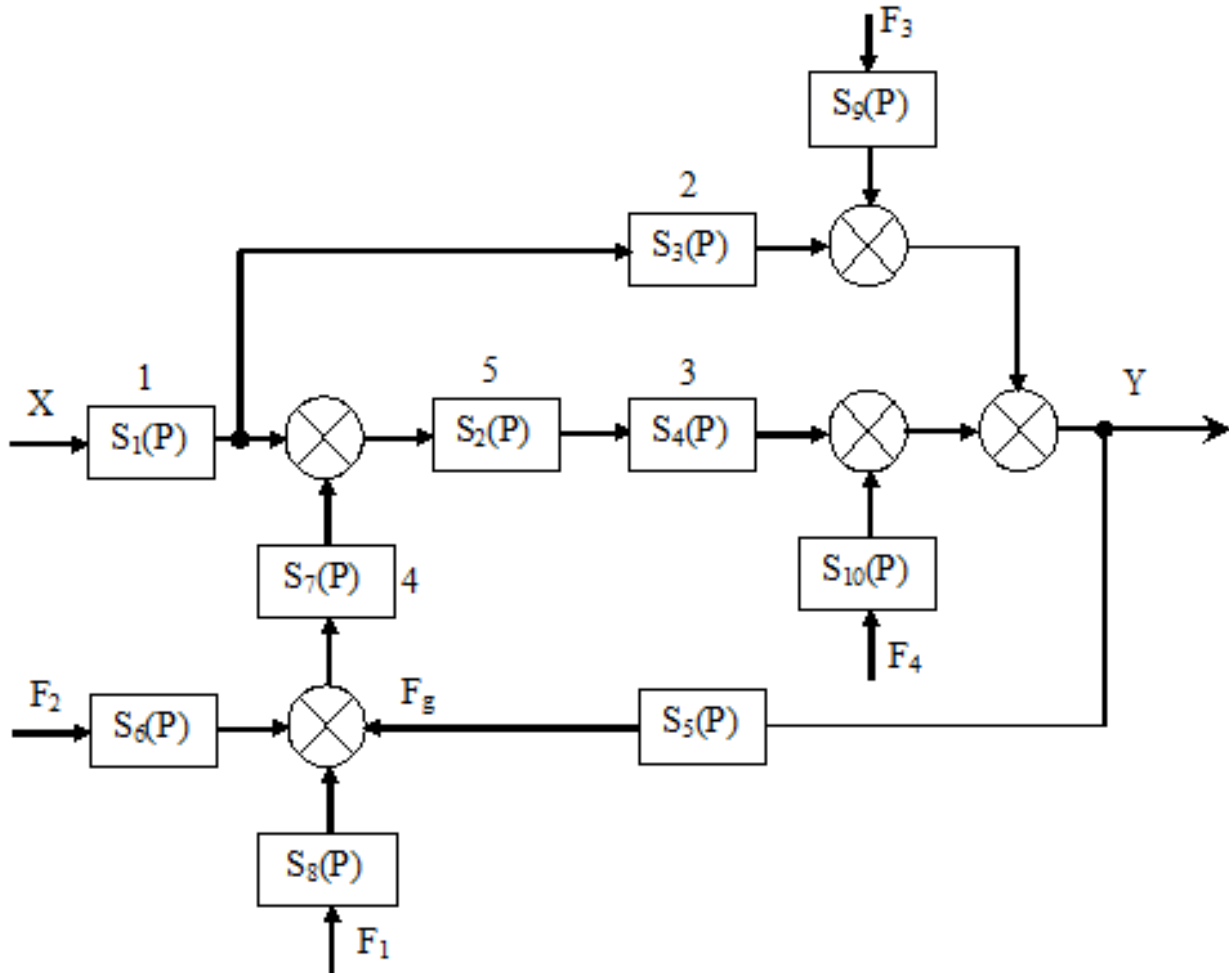 F₃
S₉(P)
2
S₃(P)
1
5
3
X
Y
S₁(P)
S₂(P)
S₄(P)
S₇(P)
4
S₁₀(P)
F₄
F₂
F_g
S₆(P)
S₅(P)
S₈(P)
F₁